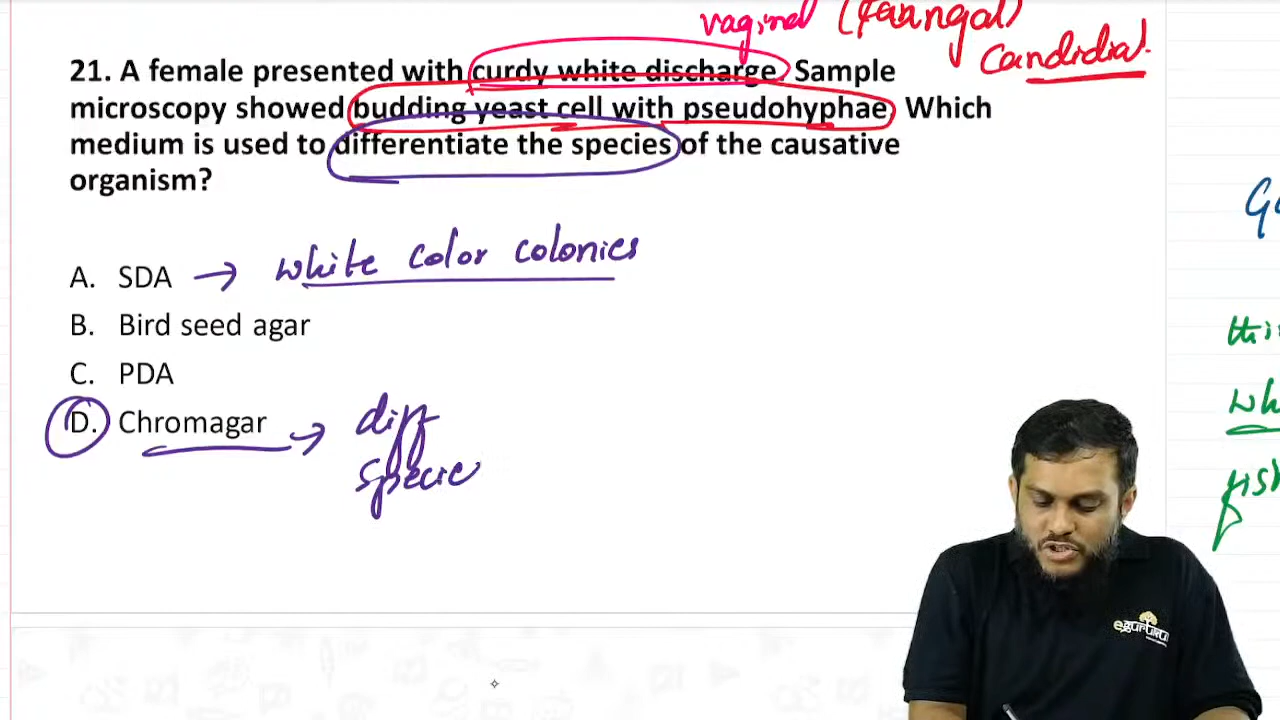 vaginal (Fungal)
candidial.
21. A female presented with curdy white discharge. Sample
microscopy showed budding yeast cell with pseudohyphae. Which
medium is used to differentiate the species of the causative
organism?
A. SDA → white color colonies
B. Bird seed agar
C. PDA
D. Chromagar → diff
specie
egurukul